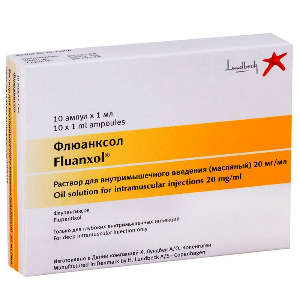 Lundbeck
10 ампул x 1 мл
10 x 1 ml ampoules
Флюанксол
Fluanxol®
Раствор для внутримышечного введения (масляный) 20 мг/мл
Oil solution for intramuscular injections 20 mg/ml
Флупентиксол
Flupentixol
Только для глубоких внутримышечных инъекций
For deep intramuscular injection only
Изготовлено в Дании компанией Х. Лундбек А/О, Копенгаген
Manufactured in Denmark by H. Lundbeck A/S - Copenhagen